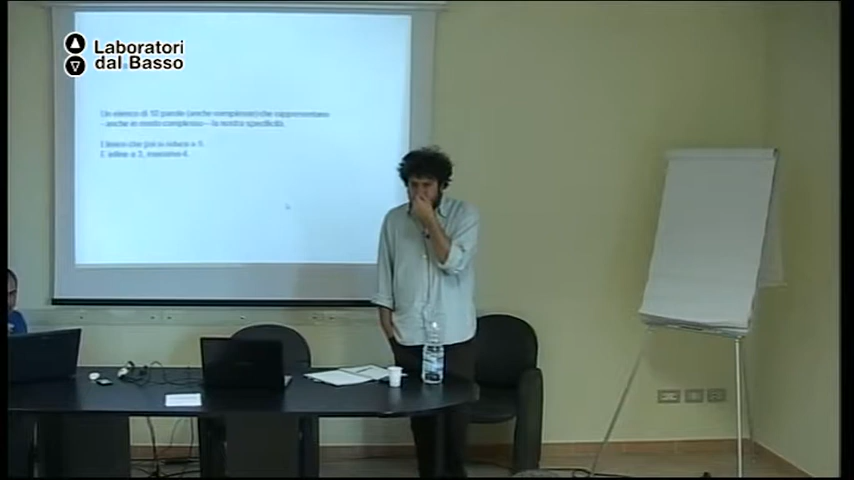 Laboratori
dal Basso
Un elenco di 10 parole (anche complesse) che rappresentano
- anche in modo complesso - la nostra specificità.
Elenco che poi si riduce a 5.
E infine a 3, massimo 4.